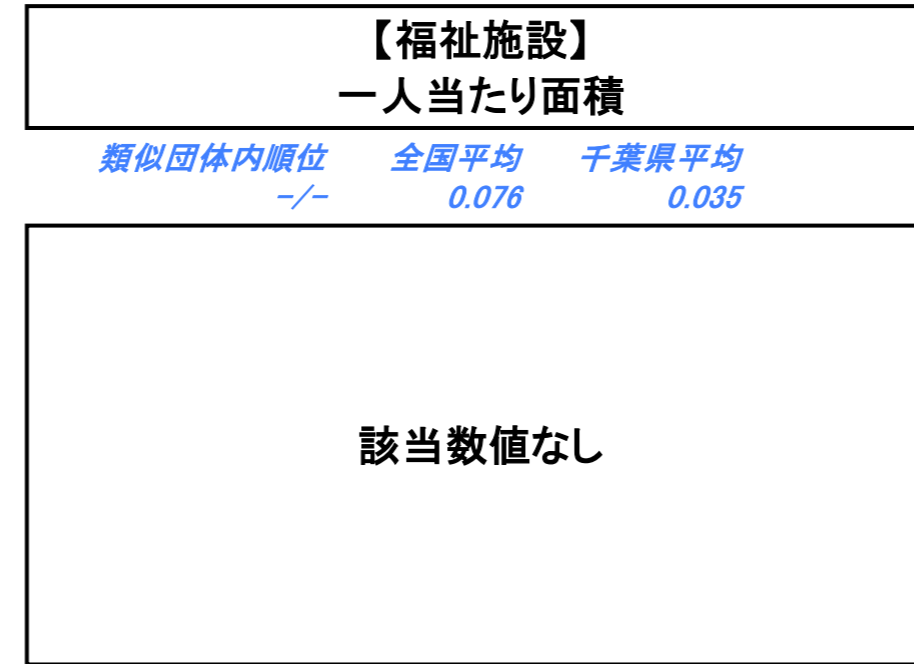 【福祉施設】
一人当たり面積
類似団体内順位 全国平均 千葉県平均
-/- 0.076 0.035
該当数値なし